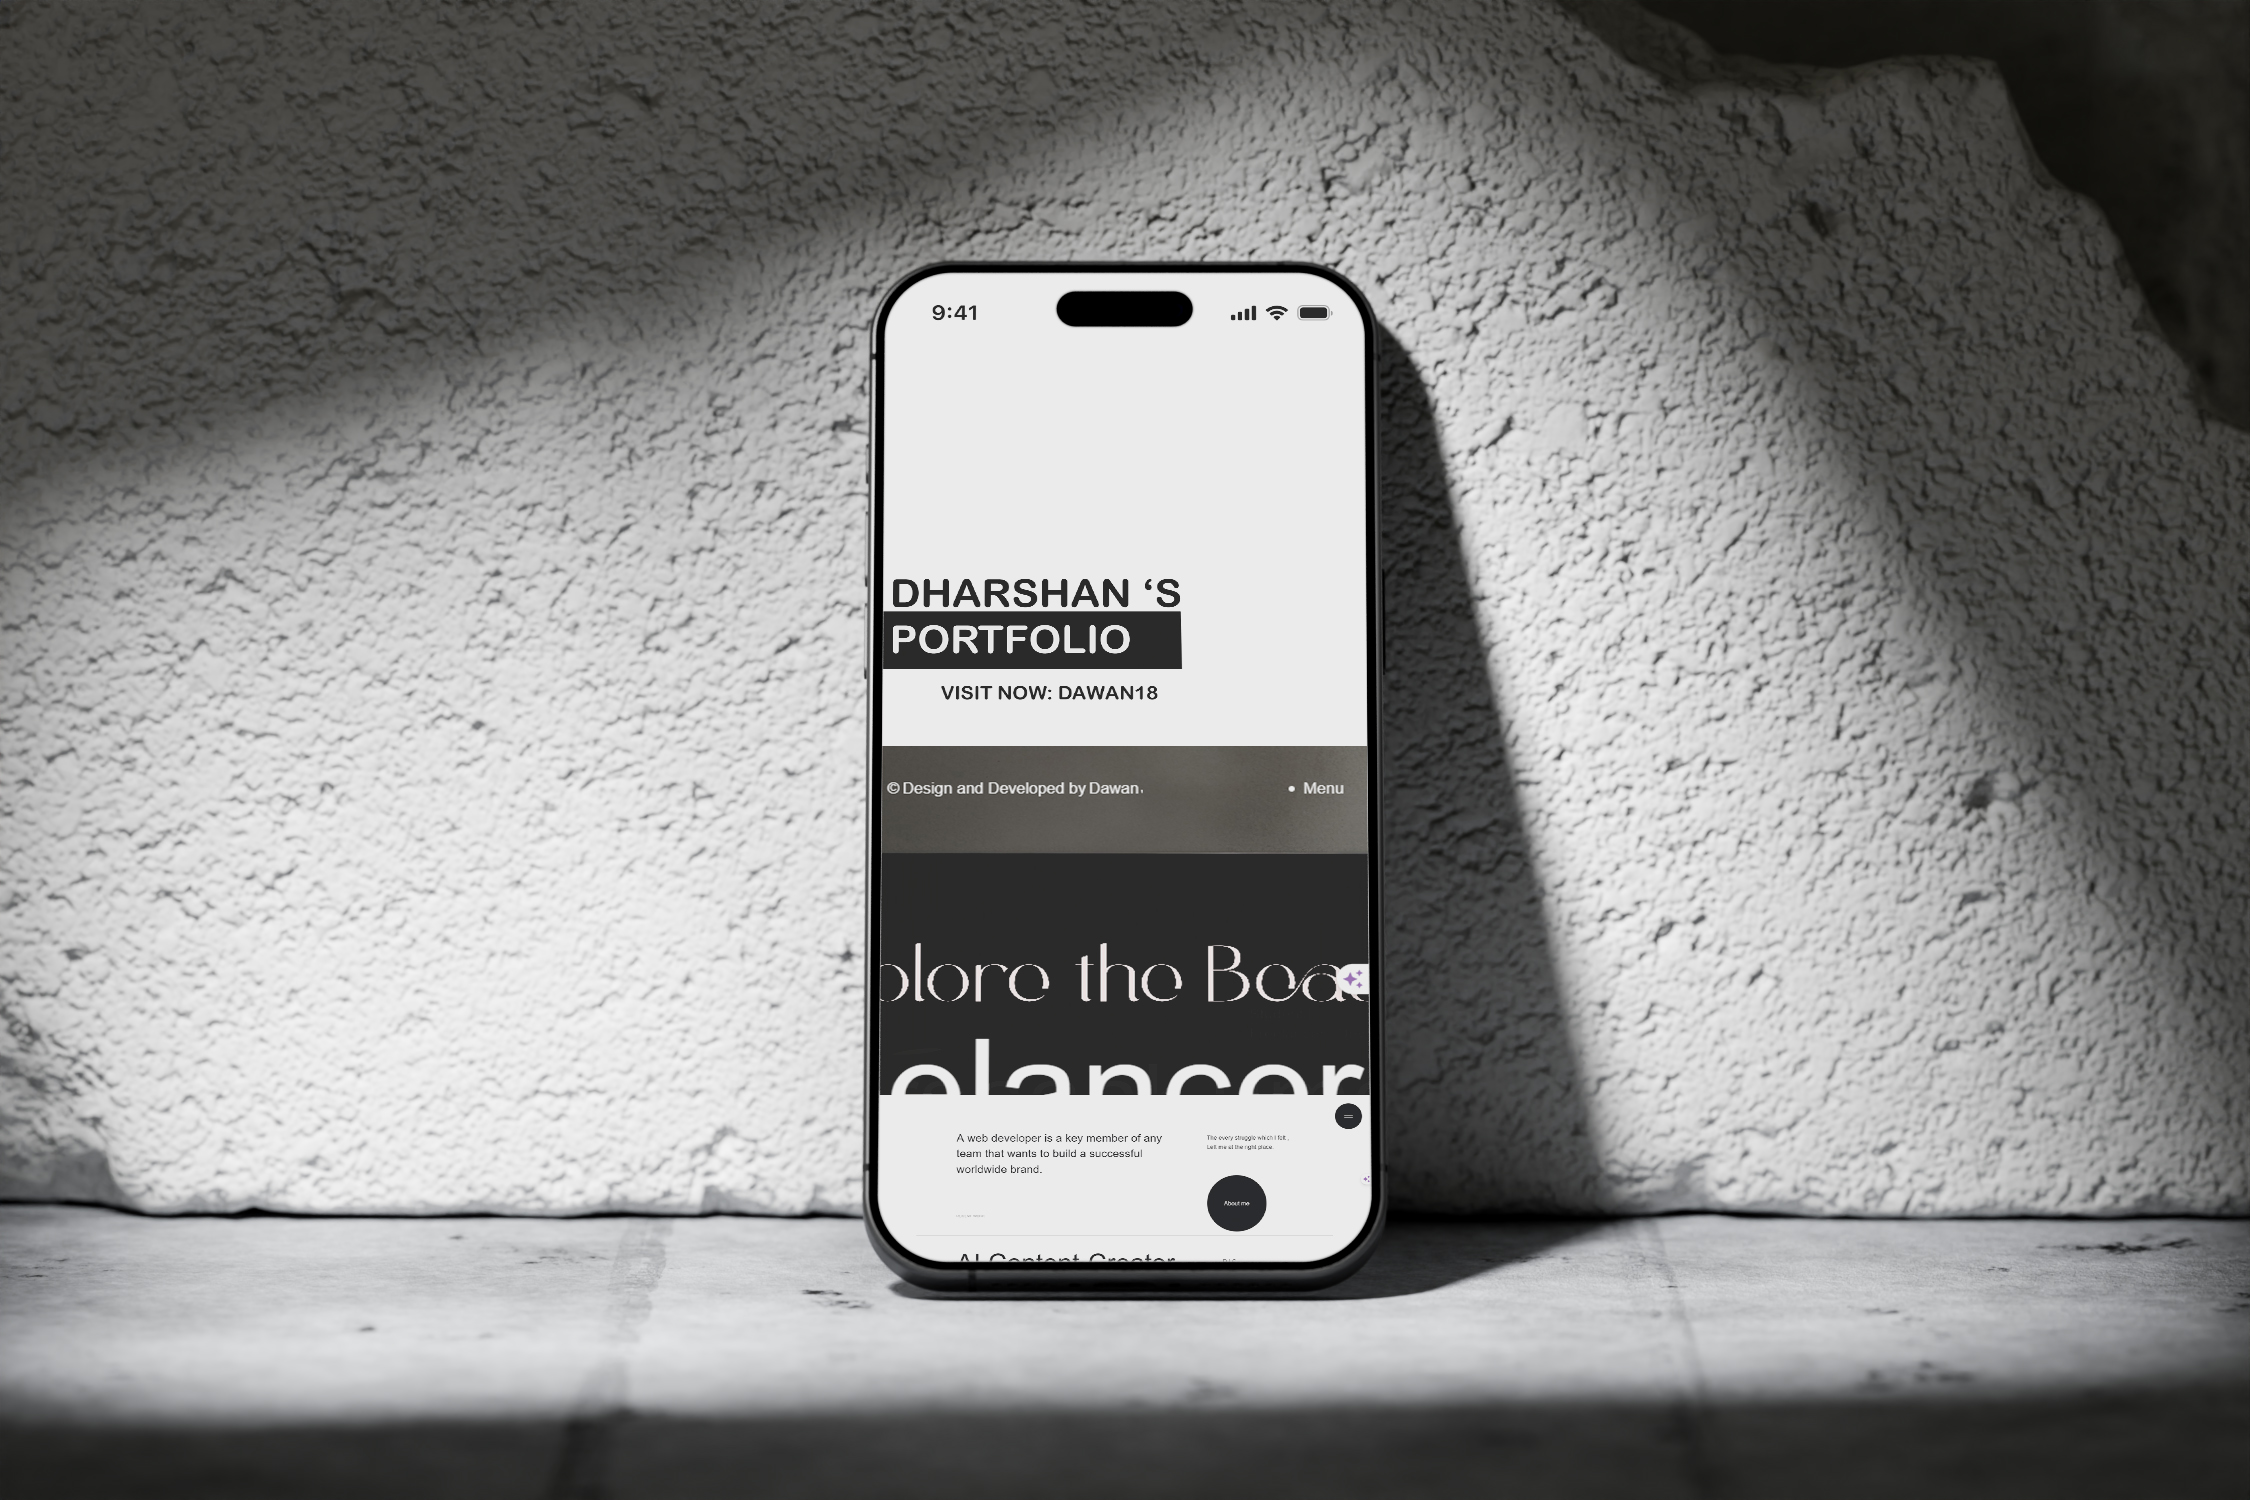 9:41
DHARSHAN ‘S
PORTFOLIO
VISIT NOW: DAWAN18
© Design and Developed by Dawan
• Menu
plore the Bea
elancer
A web developer is a key member of any
team that wants to build a successful
worldwide brand.
The every struggle which I felt ,
Left me at the right place.
About me
AI Content Creator